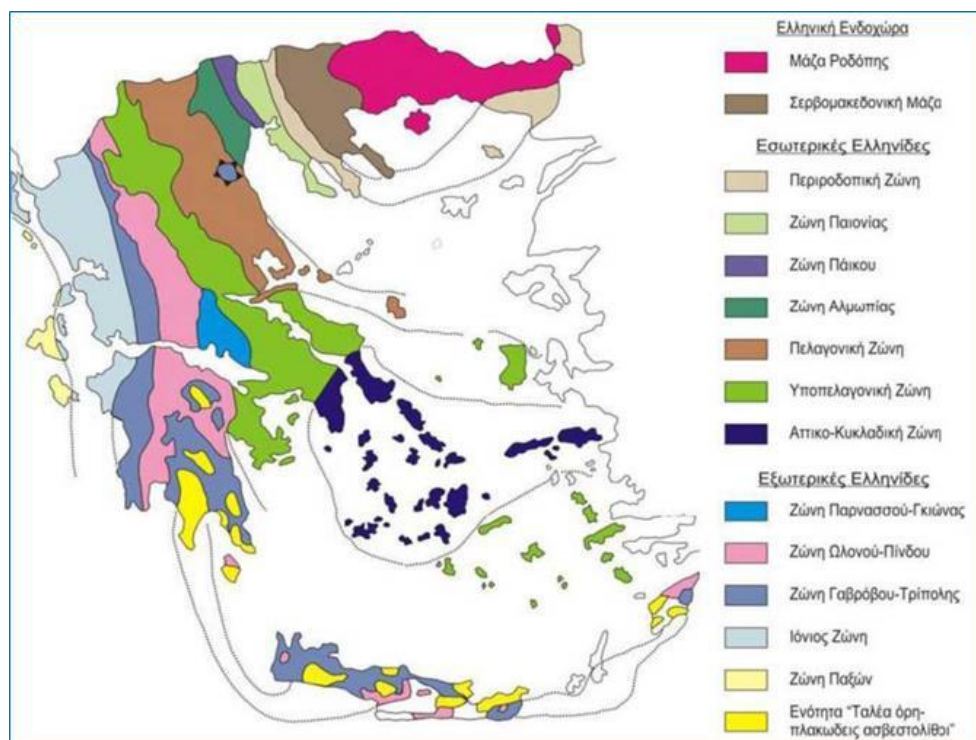 Ελληνική Ενδοχώρα
Μάζα Ροδόπης
Σερβομακεδονική Μάζα
Εσωτερικές Ελληνίδες
Περιροδοπική Ζώνη
Ζώνη Παιονίας
Ζώνη Πάικου
Ζώνη Αλμωπίας
Πελαγονική Ζώνη
Υποπελαγονική Ζώνη
Αττικο-Κυκλαδική Ζώνη
Εξωτερικές Ελληνίδες
Ζώνη Παρνασσού-Γκιώνας
Ζώνη Ωλονού-Πίνδου
Ζώνη Γαβρόβου-Τρίπολης
Ιόνιος Ζώνη
Ζώνη Παξών
Ενότητα “Ταλέα όρη-
πλακωδεις ασβεστολίθοι”